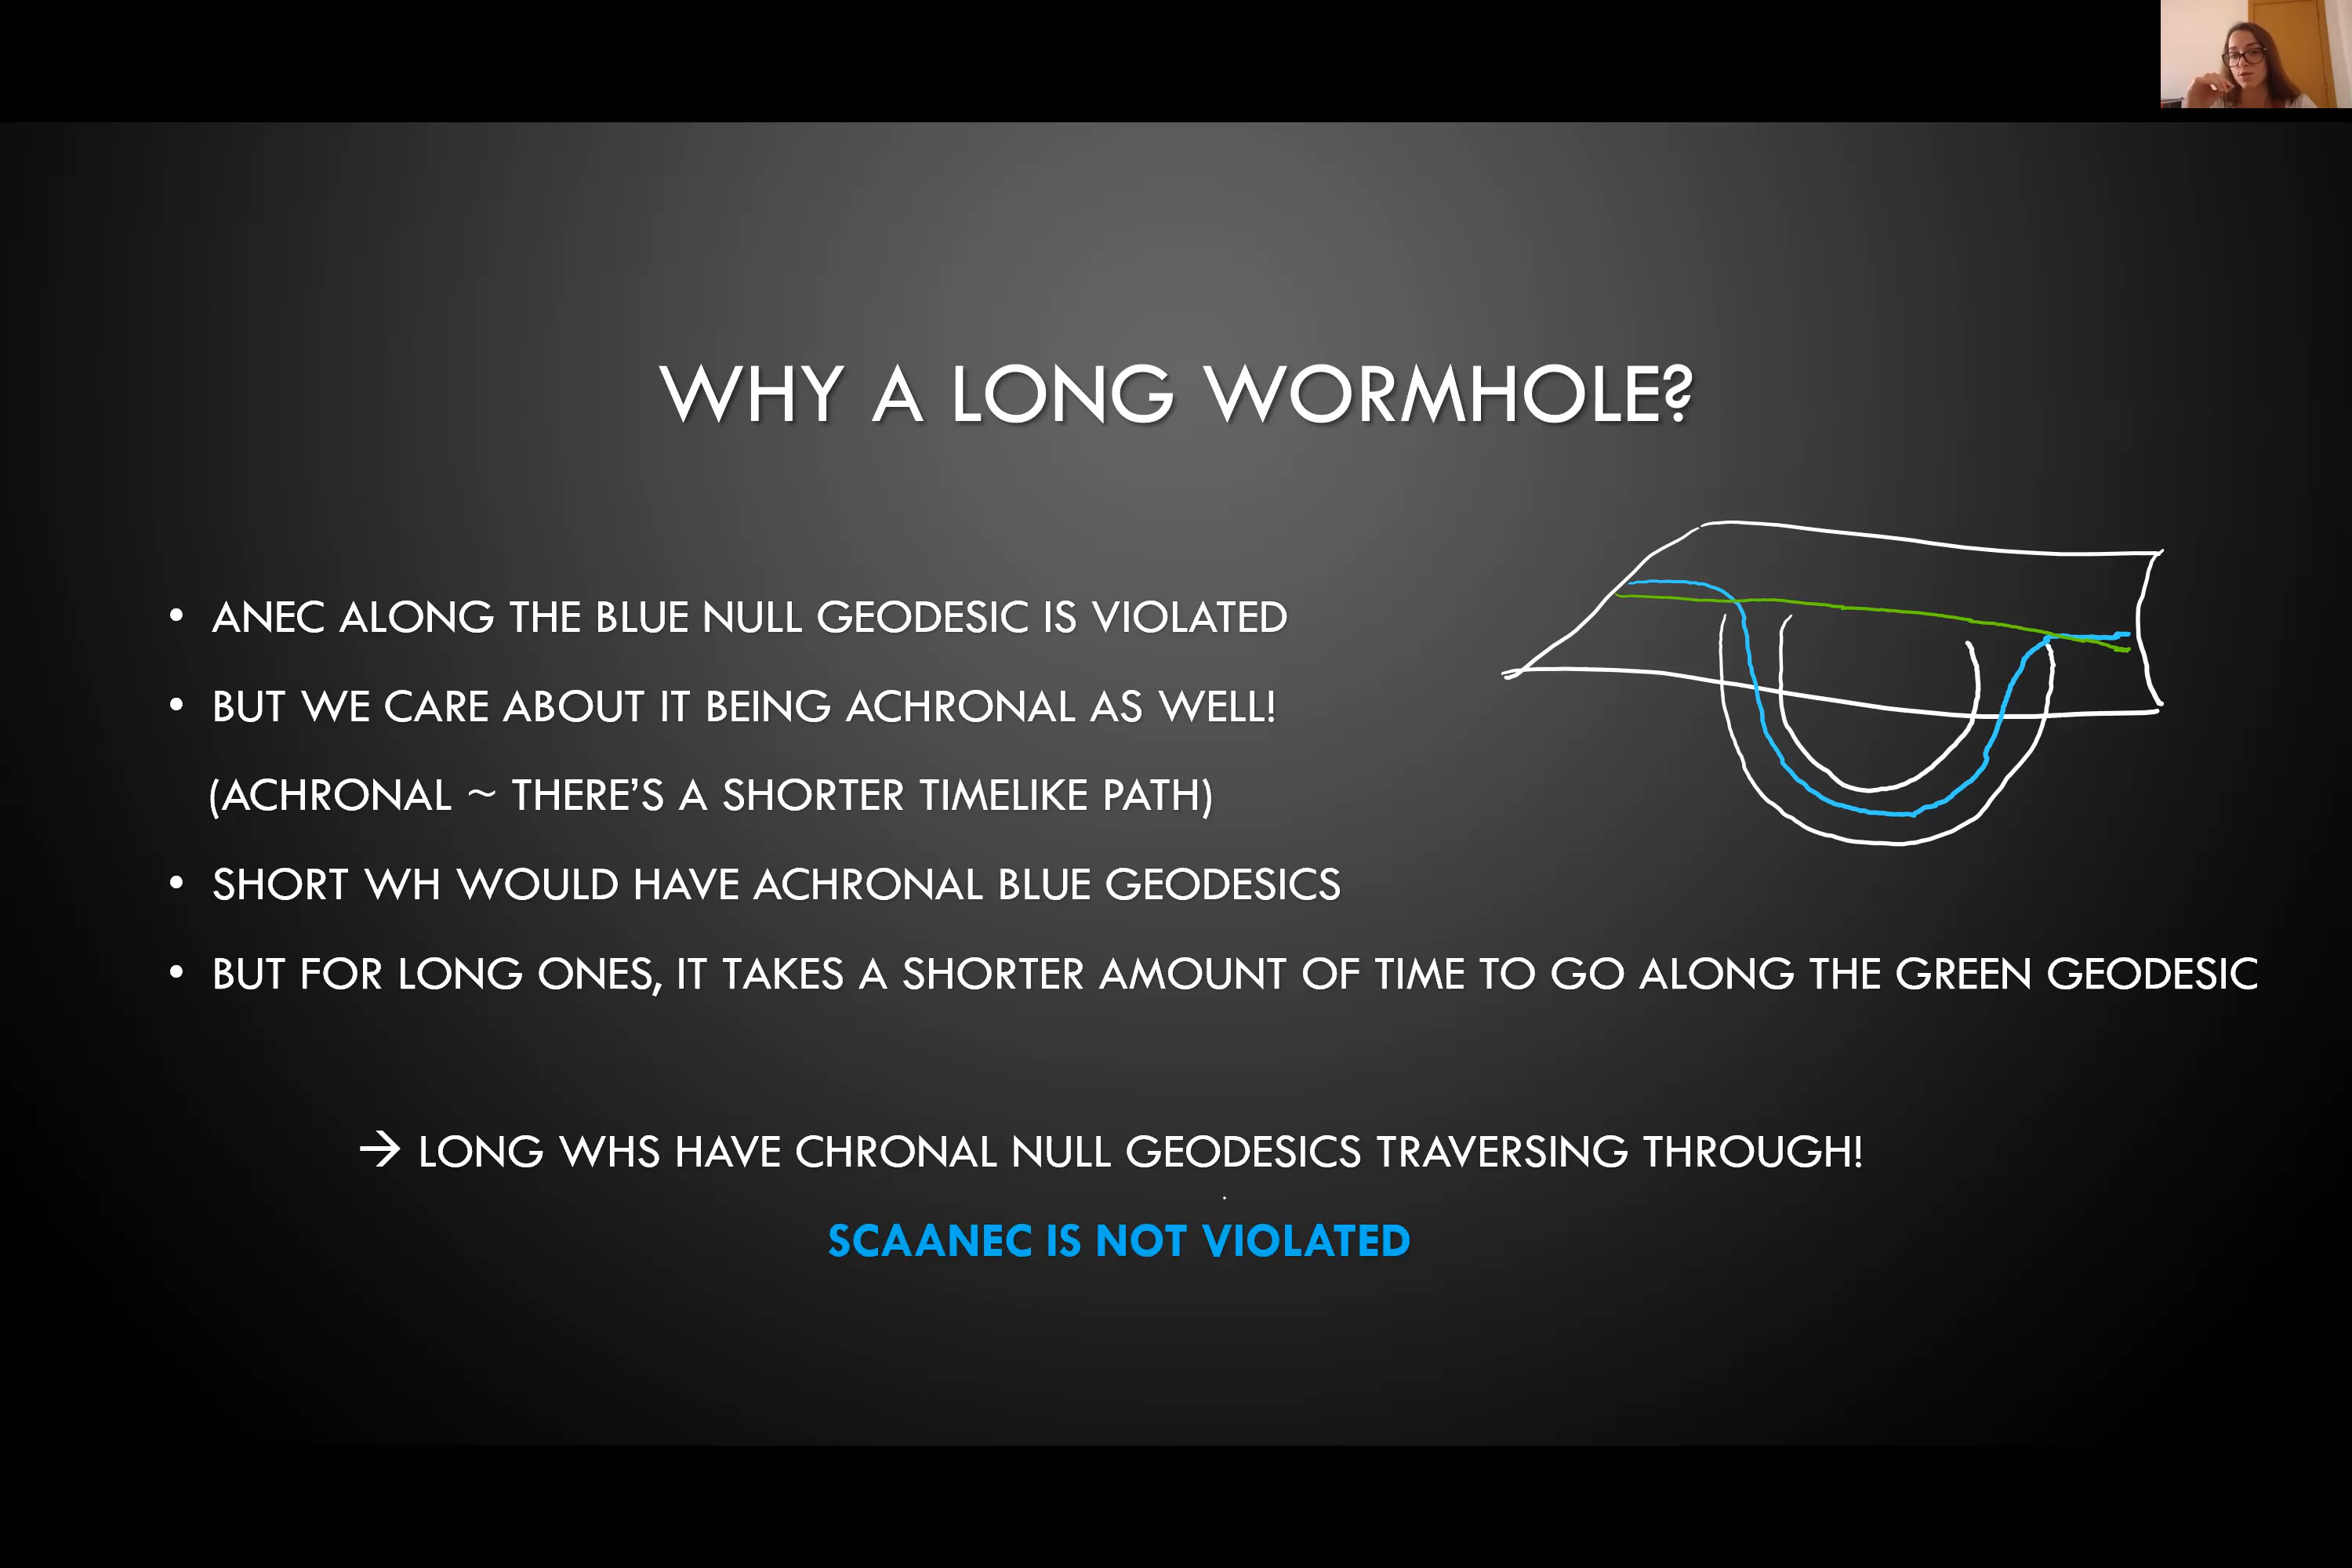 WHY A LONG WORMHOLE?
• ANEC ALONG THE BLUE NULL GEODESIC IS VIOLATED
• BUT WE CARE ABOUT IT BEING ACHRONAL AS WELL!
(ACHRONAL ~ THERE'S A SHORTER TIMELIKE PATH)
• SHORT WH WOULD HAVE ACHRONAL BLUE GEODESICS
• BUT FOR LONG ONES, IT TAKES A SHORTER AMOUNT OF TIME TO GO ALONG THE GREEN GEODESIC
→ LONG WHS HAVE CHRONAL NULL GEODESICS TRAVERSING THROUGH!
SCAANEC IS NOT VIOLATED